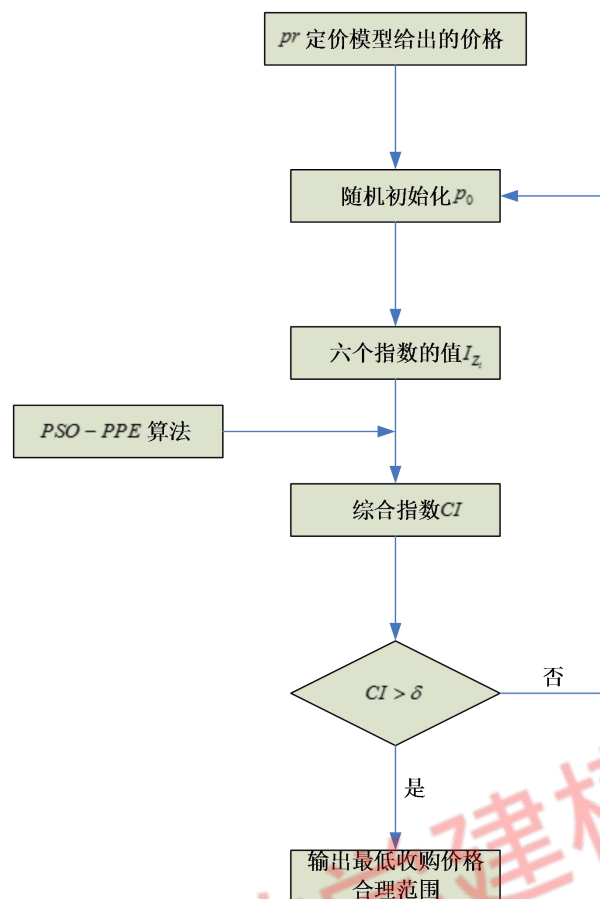 pr 定价模型给出的价格
随机初始化p₀
六个指数的值I_{Z_i}
PSO − PPE 算法
综合指数CI
CI > δ
否
是
输出最低收购价格
合理范围